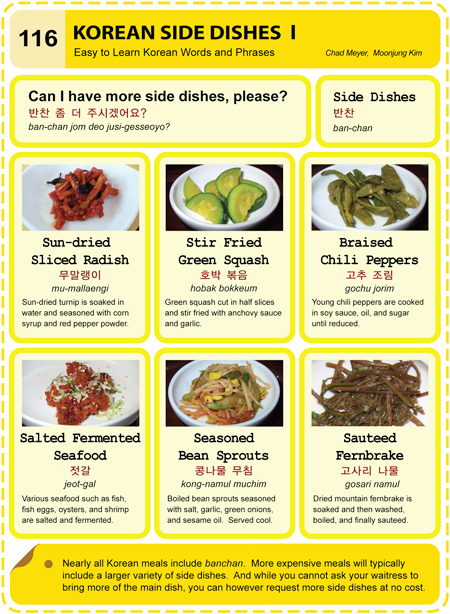 116
KOREAN SIDE DISHES I
Easy to Learn Korean Words and Phrases
Chad Meyer, Moonjung Kim
Can I have more side dishes, please?
반찬 좀 더 주시겠어요?
ban-chan jom deo jusi-gesseoyo?
Side Dishes
반찬
ban-chan
Sun-dried
Sliced Radish
무말랭이
mu-mallaengi
Sun-dried turnip is soaked in
water and seasoned with corn
syrup and red pepper powder.
Stir Fried
Green Squash
호박 볶음
hobak bokkeum
Green squash cut in half slices
and stir fried with anchovy sauce
and garlic.
Braised
Chili Peppers
고추 조림
gochu jorim
Young chili peppers are cooked
in soy sauce, oil, and sugar
until reduced.
Salted Fermented
Seafood
젓갈
jeot-gal
Various seafood such as fish,
fish eggs, oysters, and shrimp
are salted and fermented.
Seasoned
Bean Sprouts
콩나물 무침
kong-namul muchim
Boiled bean sprouts seasoned
with salt, garlic, green onions,
and sesame oil. Served cool.
Sauteed
Fernbrake
고사리 나물
gosari namul
Dried mountain fernbrake is
soaked and then washed,
boiled, and finally sauteed.
Nearly all Korean meals include banchan. More expensive meals will typically
include a larger variety of side dishes. And while you cannot ask your waitress to
bring more of the main dish, you can however request more side dishes at no cost.